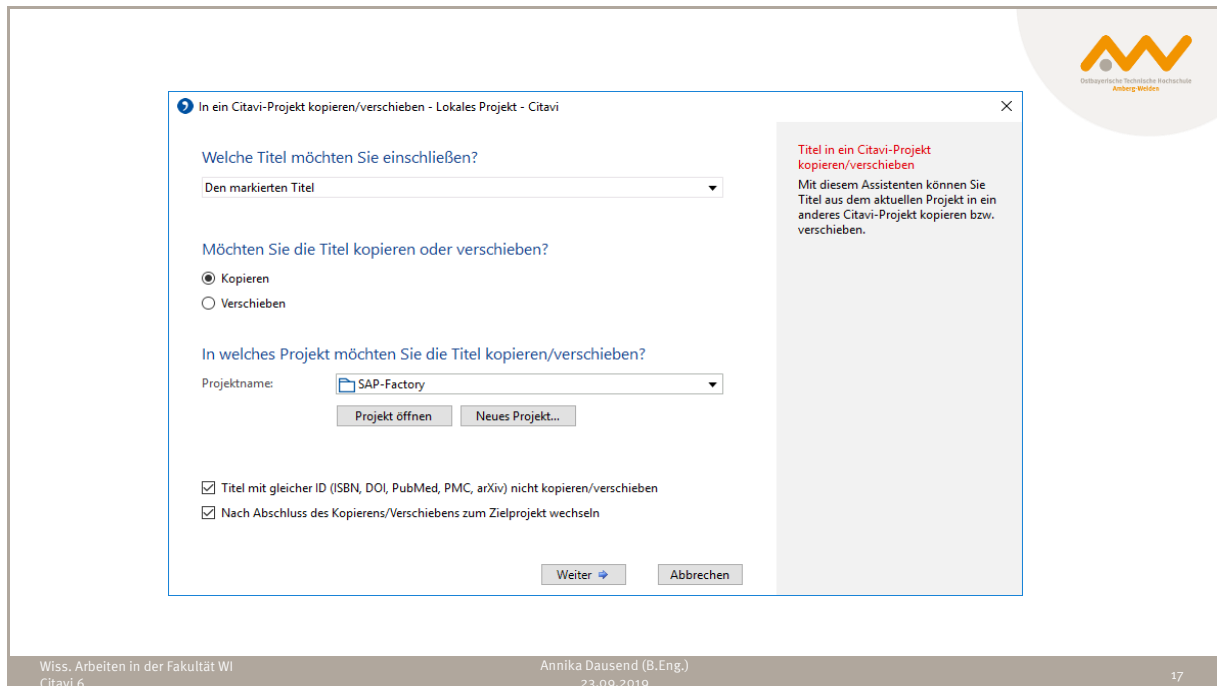 Ostbayerische Technische Hochschule
Amberg-Weiden
In ein Citavi-Projekt kopieren/verschieben - Lokales Projekt - Citavi
Welche Titel möchten Sie einschließen?
Den markierten Titel
Möchten Sie die Titel kopieren oder verschieben?
Kopieren
Verschieben
In welches Projekt möchten Sie die Titel kopieren/verschieben?
Projektname:
SAP-Factory
Projekt öffnen
Neues Projekt...
Titel mit gleicher ID (ISBN, DOI, PubMed, PMC, arXiv) nicht kopieren/verschieben
Nach Abschluss des Kopierens/Verschiebens zum Zielprojekt wechseln
Weiter
Abbrechen
Titel in ein Citavi-Projekt
kopieren/verschieben
Mit diesem Assistenten können Sie
Titel aus dem aktuellen Projekt in ein
anderes Citavi-Projekt kopieren bzw.
verschieben.
Wiss. Arbeiten in der Fakultät WI
Citavi 6
Annika Dausend (B.Eng.)
23.09.2019
17